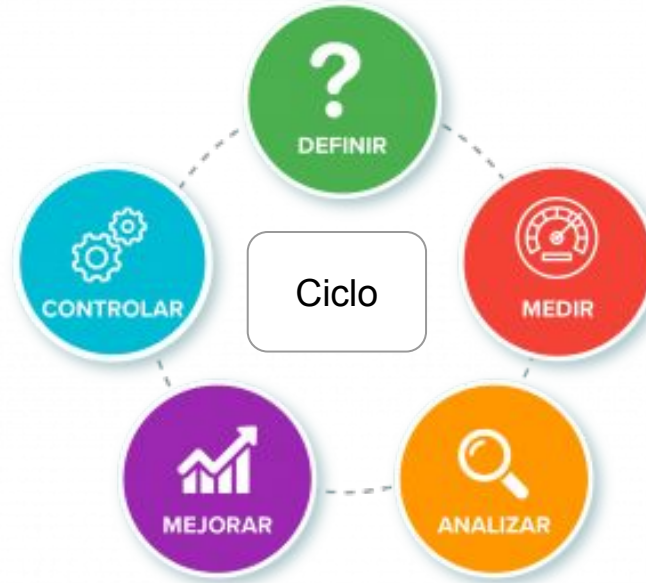 ?
DEFINIR
MEDIR
ANALIZAR
MEJORAR
CONTROLAR
Ciclo